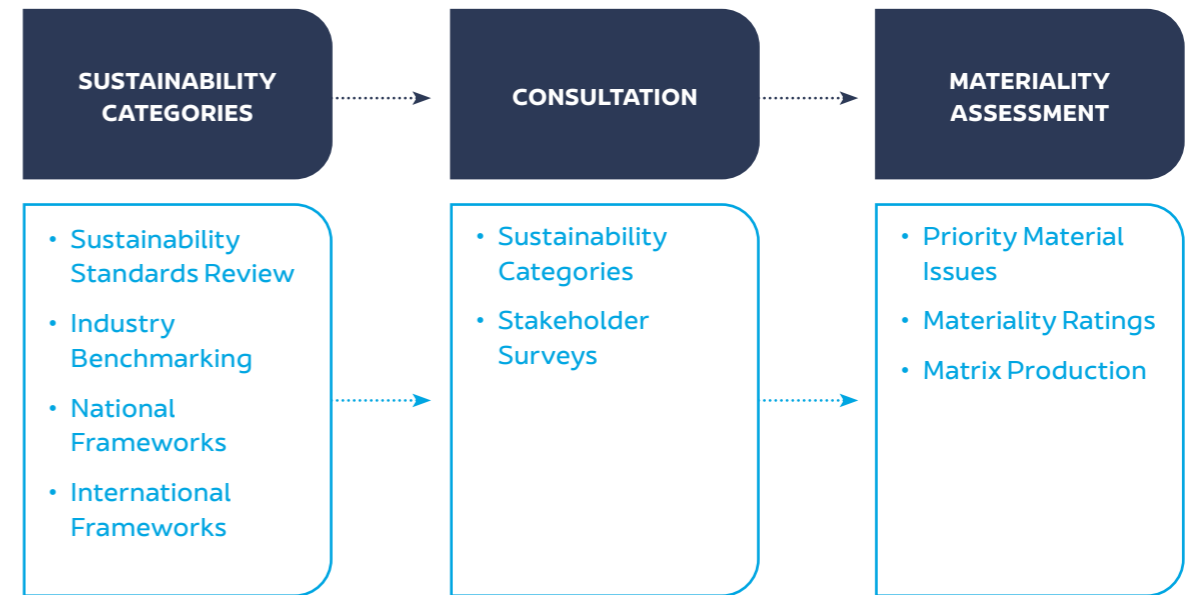 SUSTAINABILITY
CATEGORIES
CONSULTATION
MATERIALITY
ASSESSMENT
• Sustainability
Standards Review
• Industry
Benchmarking
• National
Frameworks
• International
Frameworks
• Sustainability
Categories
• Stakeholder
Surveys
• Priority Material
Issues
• Materiality Ratings
• Matrix Production